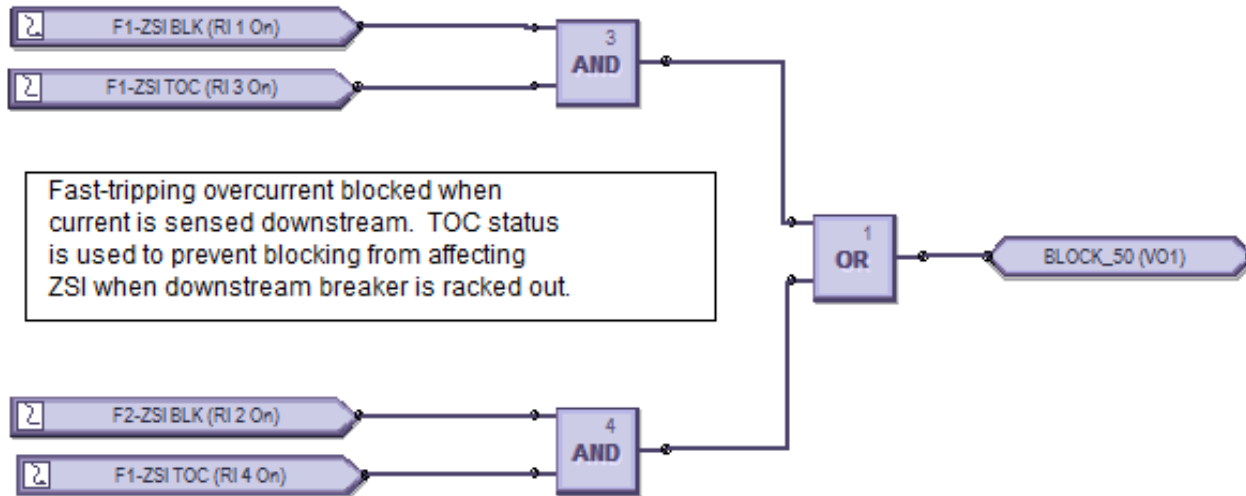 F1-ZSI BLK (RI 1 On)
3
AND
F1-ZSI TOC (RI 3 On)
Fast-tripping overcurrent blocked when
current is sensed downstream. TOC status
is used to prevent blocking from affecting
ZSI when downstream breaker is racked out.
1
OR
BLOCK_50 (VO1)
F2-ZSI BLK (RI 2 On)
4
AND
F1-ZSI TOC (RI 4 On)